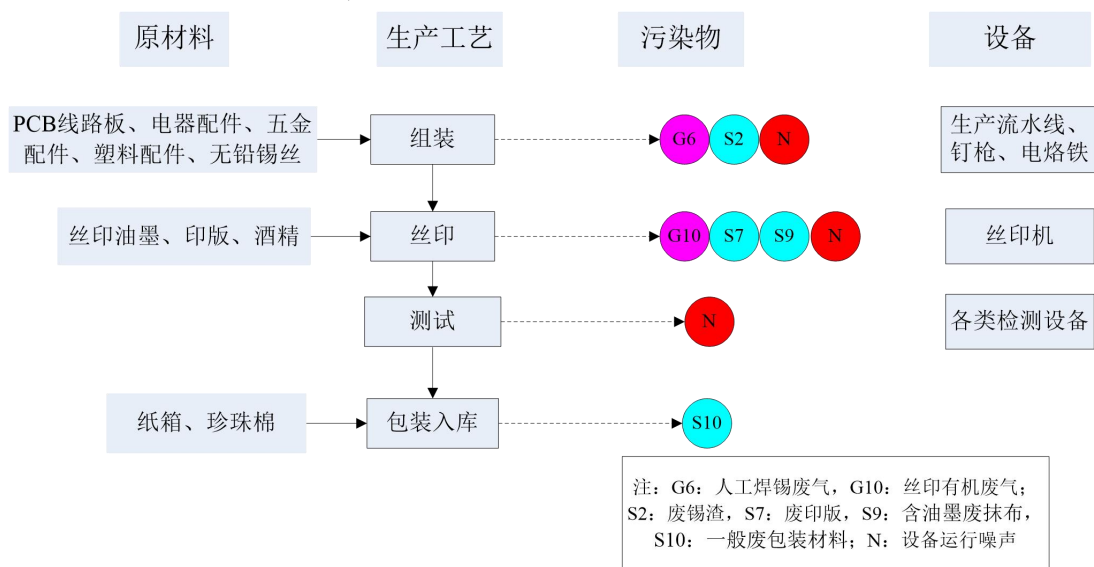 原材料
生产工艺
污染物
设备
PCB线路板、电器配件、五金
配件、塑料配件、无铅锡丝
组装
G6
S2
N
生产流水线、
钉枪、电烙铁
丝印油墨、印版、酒精
丝印
G10
S7
S9
N
丝印机
测试
N
各类检测设备
纸箱、珍珠棉
包装入库
S10
注：G6：人工焊锡废气，G10：丝印有机废气；
S2：废锡渣，S7：废印版，S9：含油墨废抹布，
S10：一般废包装材料；N：设备运行噪声